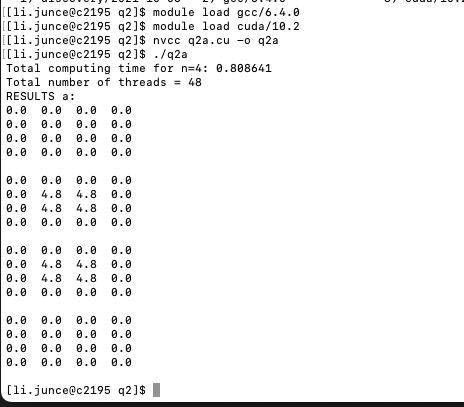 [[li.junce@c2195 q2]$ module load gcc/6.4.0
[[li.junce@c2195 q2]$ module load cuda/10.2
[[li.junce@c2195 q2]$ nvcc q2a.cu -o q2a
[[li.junce@c2195 q2]$ ./q2a
Total computing time for n=4: 0.808641
Total number of threads = 48
RESULTS a:
0.0  0.0  0.0  0.0
0.0  0.0  0.0  0.0
0.0  0.0  0.0  0.0
0.0  0.0  0.0  0.0
0.0  0.0  0.0  0.0
0.0  4.8  4.8  0.0
0.0  4.8  4.8  0.0
0.0  0.0  0.0  0.0
0.0  0.0  0.0  0.0
0.0  4.8  4.8  0.0
0.0  4.8  4.8  0.0
0.0  0.0  0.0  0.0
0.0  0.0  0.0  0.0
0.0  0.0  0.0  0.0
0.0  0.0  0.0  0.0
0.0  0.0  0.0  0.0
[li.junce@c2195 q2]$